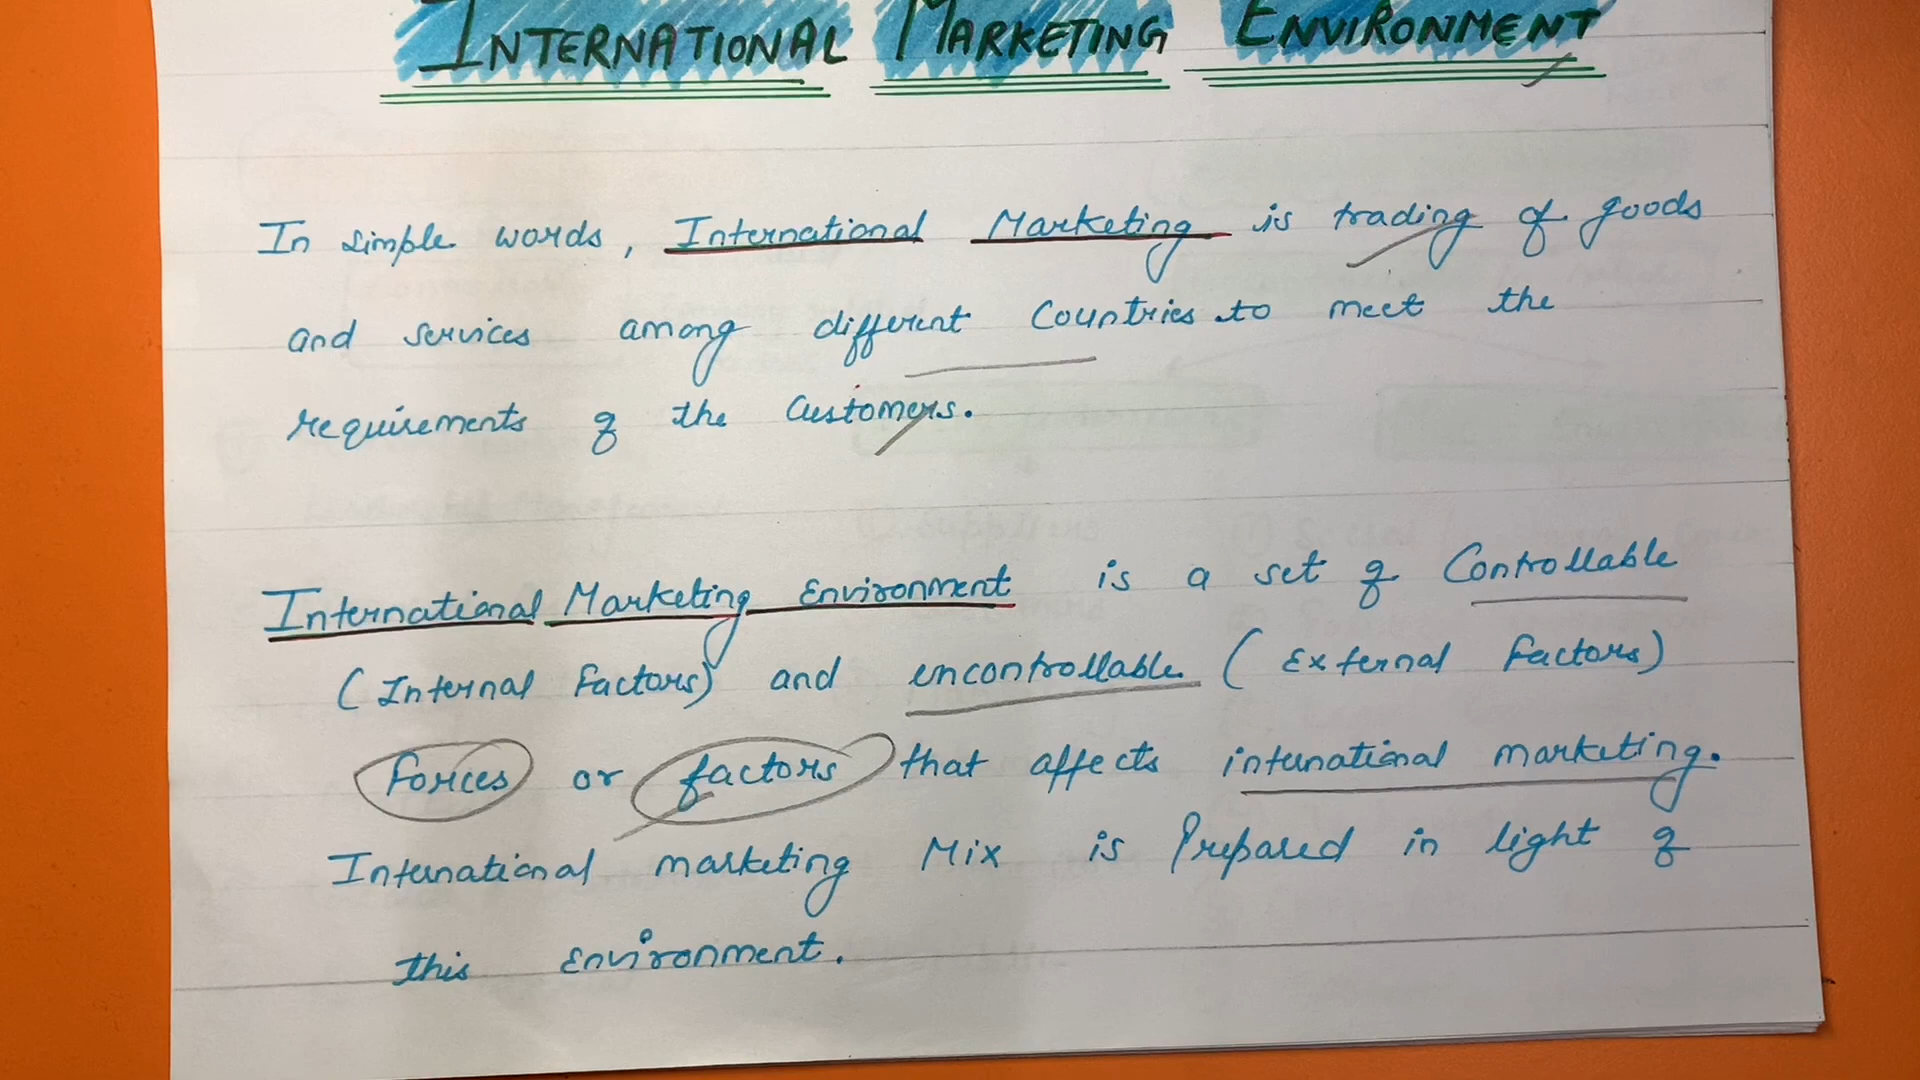 INTERNATIONAL MARKETING ENVIRONMENT
In simple words, International Marketing is trading of goods
and services among different Countries to meet the
requirements of the Customers.
International Marketing Environment is a set of Controllable
(Internal Factors) and uncontrollable (External Factors)
Forces or factors that affects international marketing.
International marketing Mix is Prepared in light of
this Environment.